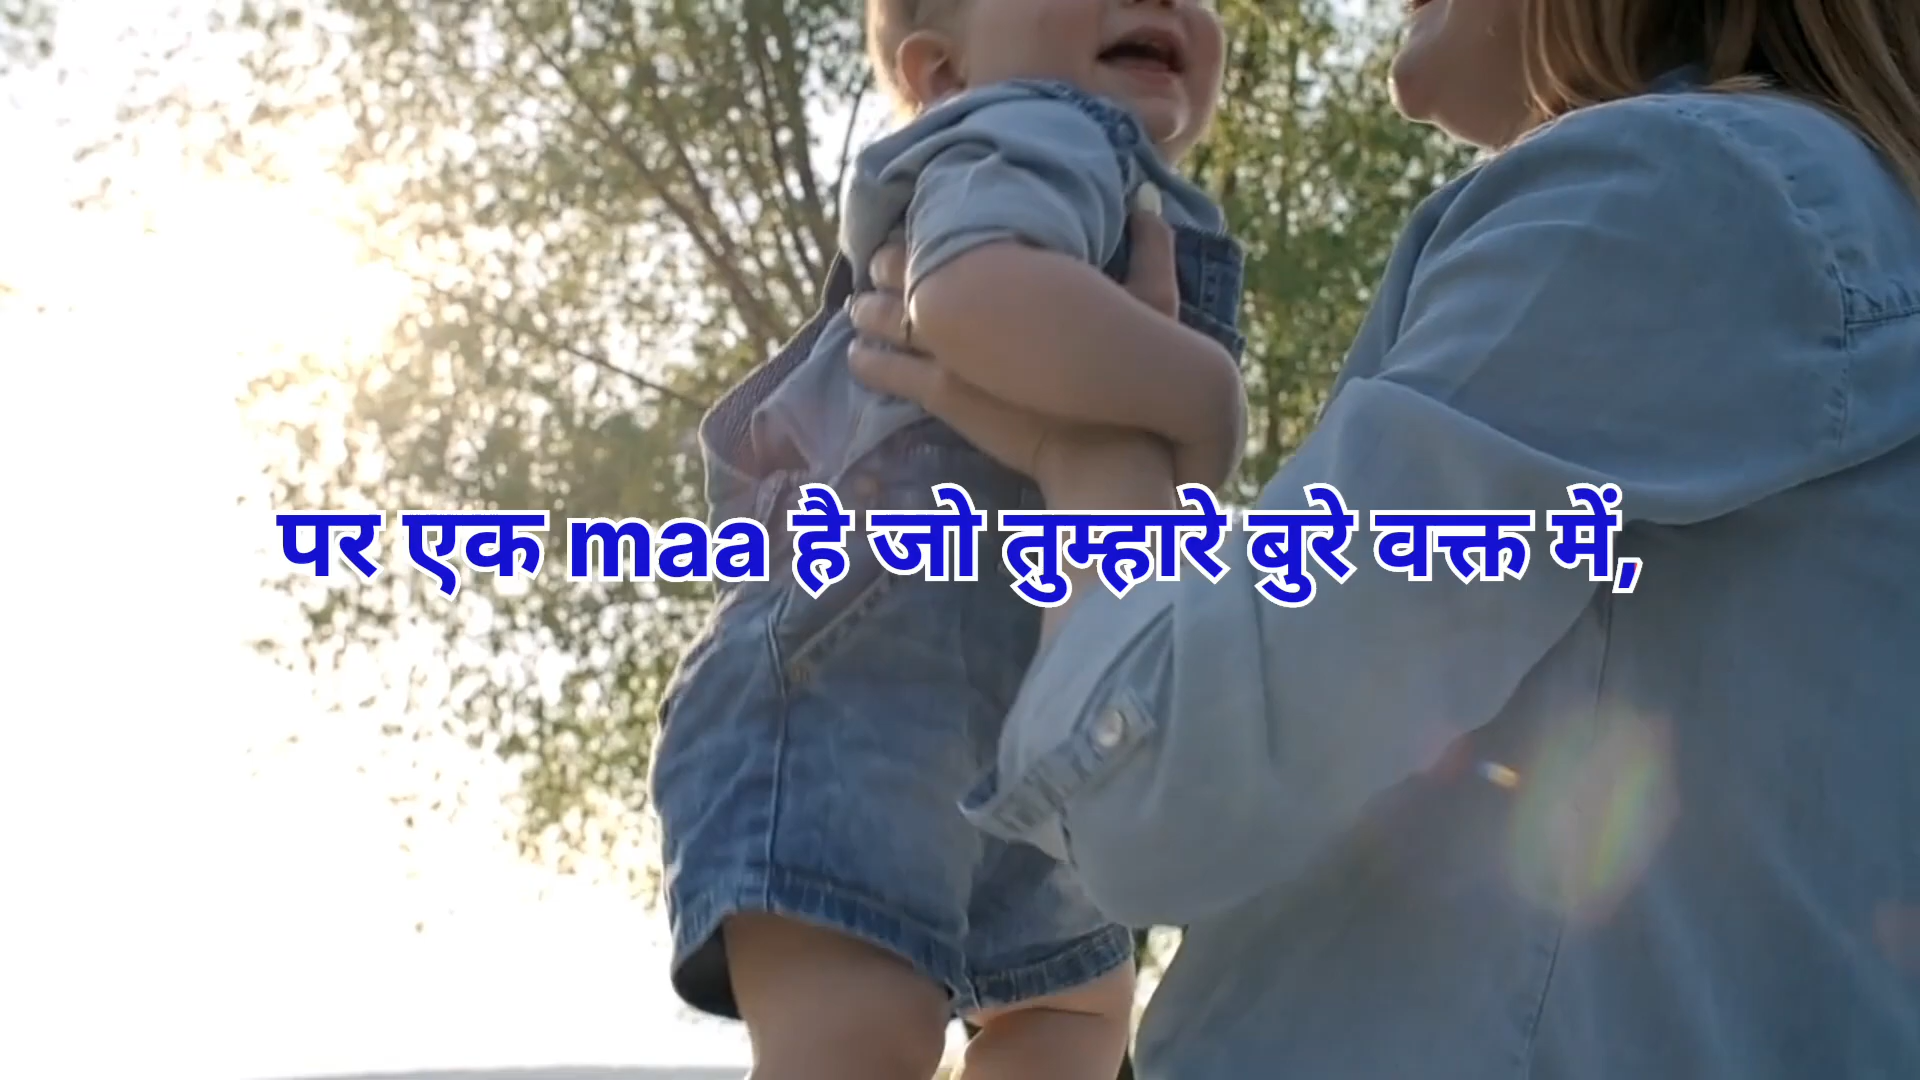 पर एक maa है जो तुम्हारे बुरे वक्त में,